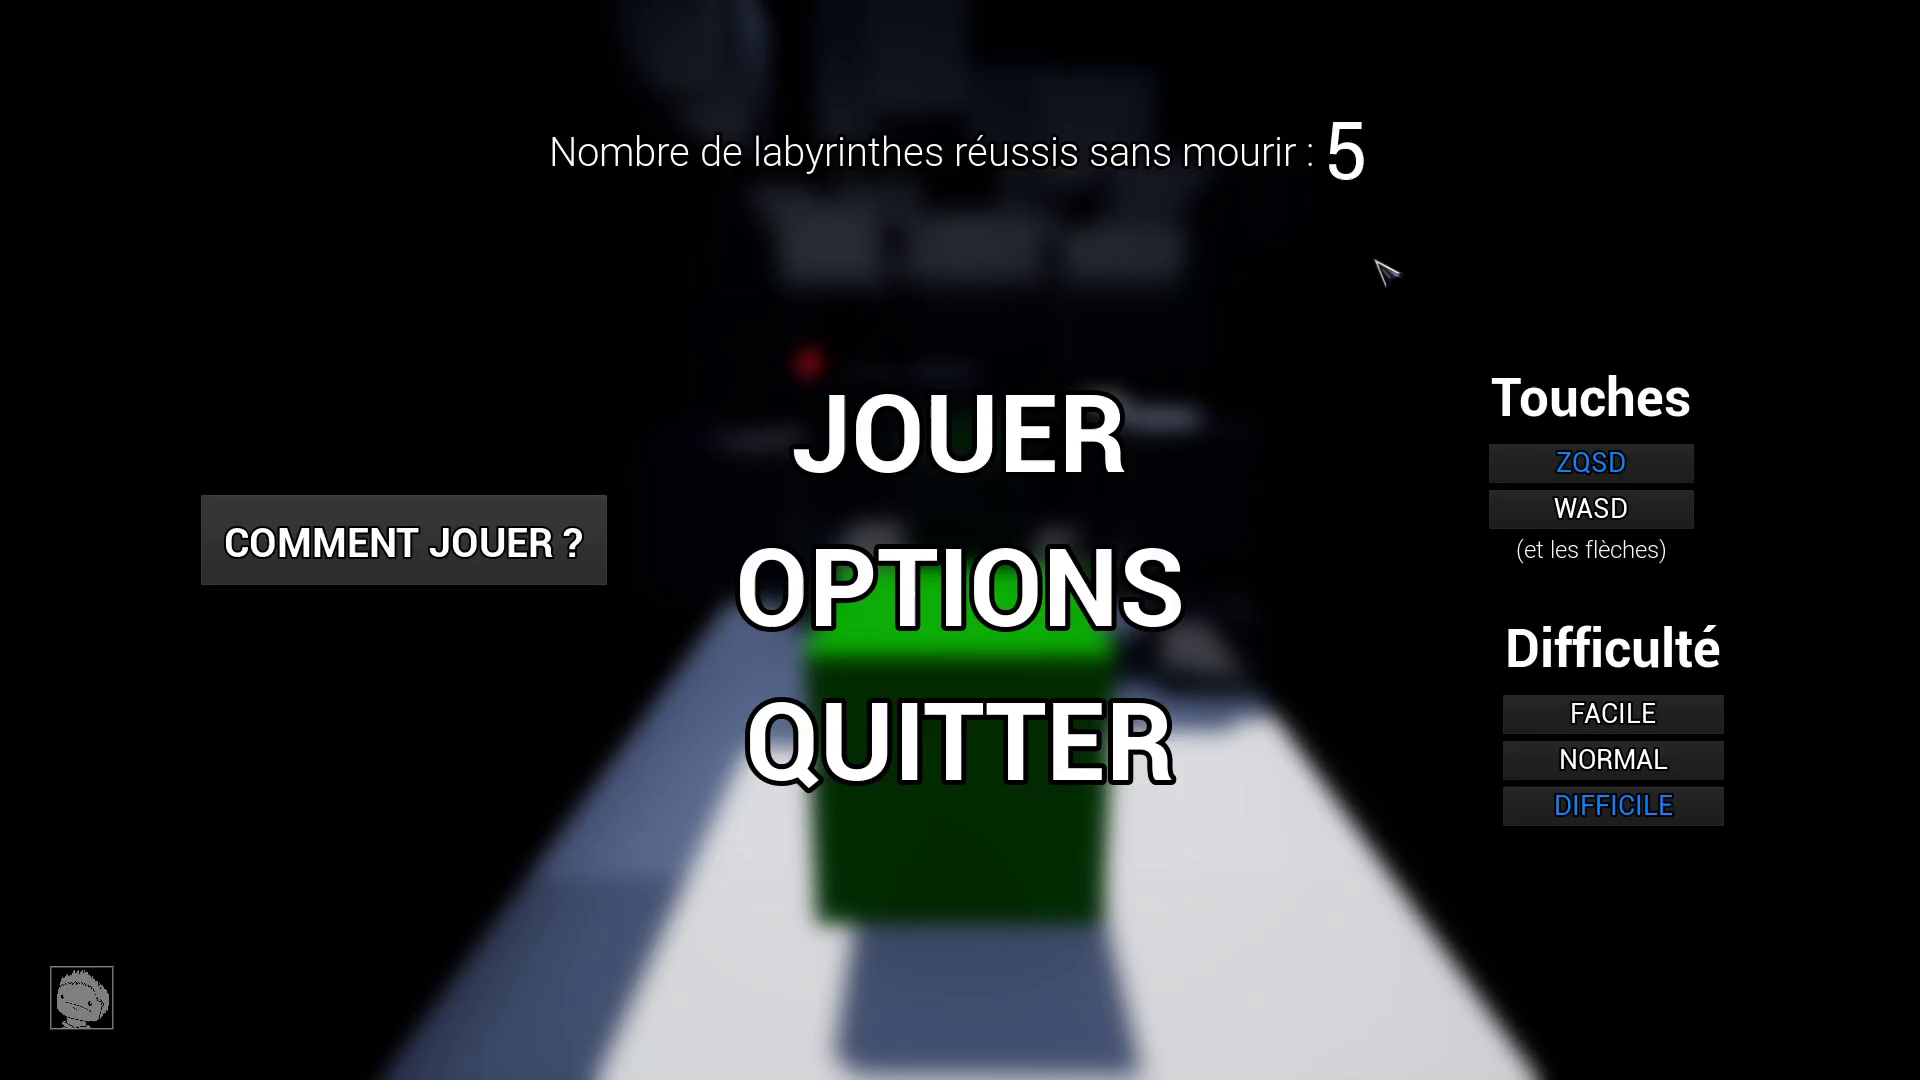 Nombre de labyrinthes réussis sans mourir : 5
JOUER
OPTIONS
QUITTER
COMMENT JOUER ?
Touches
ZQSD
WASD
(et les flèches)
Difficulté
FACILE
NORMAL
DIFFICILE